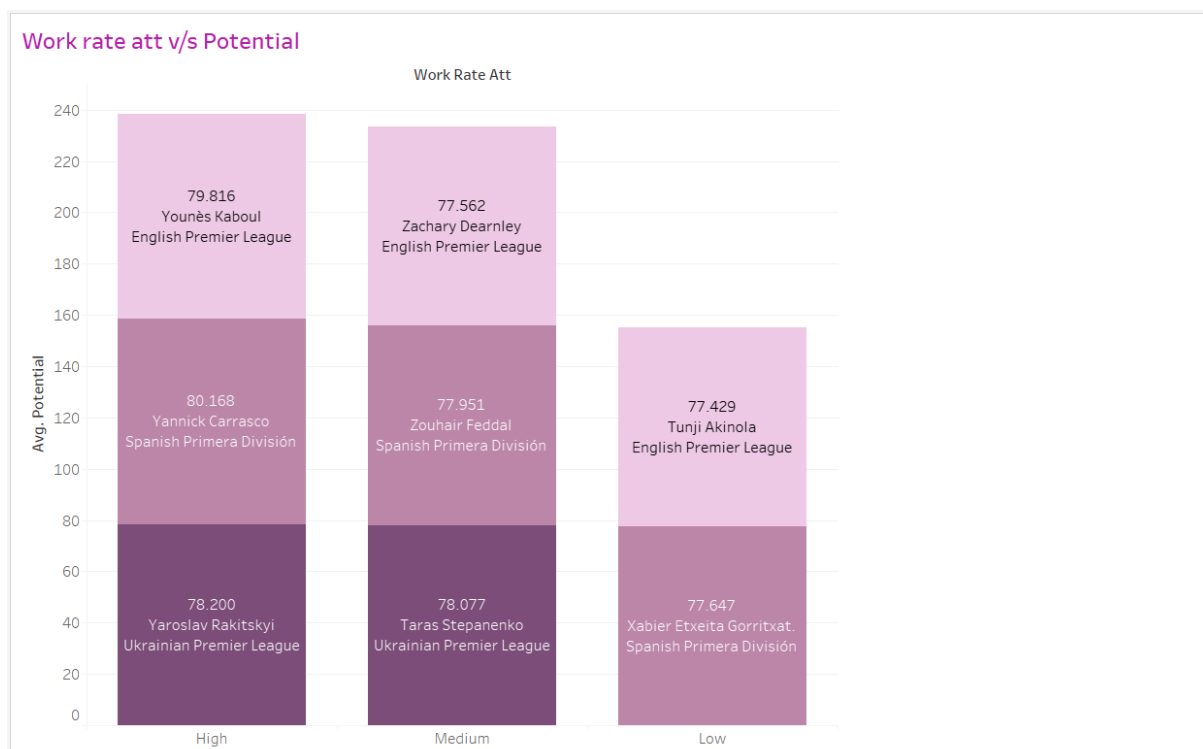 Work rate att v/s Potential
Work Rate Att
Avg. Potential
240
220
200
180
160
140
120
100
80
60
40
20
0
79.816
Younès Kaboul
English Premier League
80.168
Yannick Carrasco
Spanish Primera División
78.200
Yaroslav Rakitskyi
Ukrainian Premier League
77.562
Zachary Dearnley
English Premier League
77.951
Zouhair Feddal
Spanish Primera División
78.077
Taras Stepanenko
Ukrainian Premier League
77.429
Tunji Akinola
English Premier League
77.647
Xabier Etxeita Gorritxat.
Spanish Primera División
High
Medium
Low